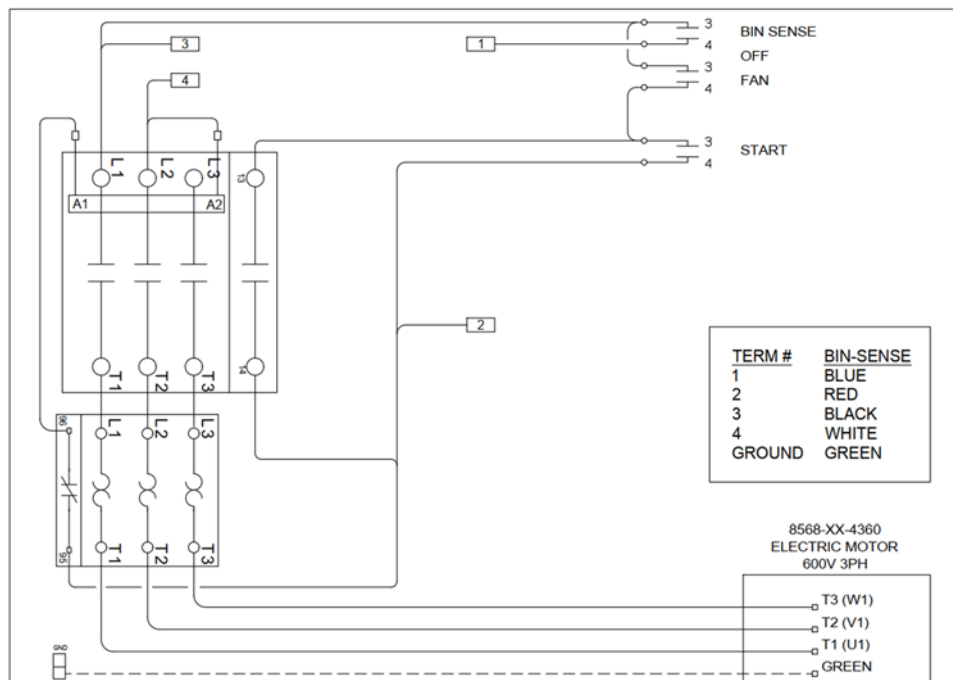 3
1
4
3
4
3
4
3
4
BIN SENSE
OFF
FAN
START
L1
L2
L3
13
A1
A2
T1
T2
T3
14
2
96
L1
L2
L3
95
T1
T2
T3
TERM # BIN-SENSE
1 BLUE
2 RED
3 BLACK
4 WHITE
GROUND GREEN
8568-XX-4360
ELECTRIC MOTOR
600V 3PH
T3 (W1)
T2 (V1)
T1 (U1)
GREEN
GND